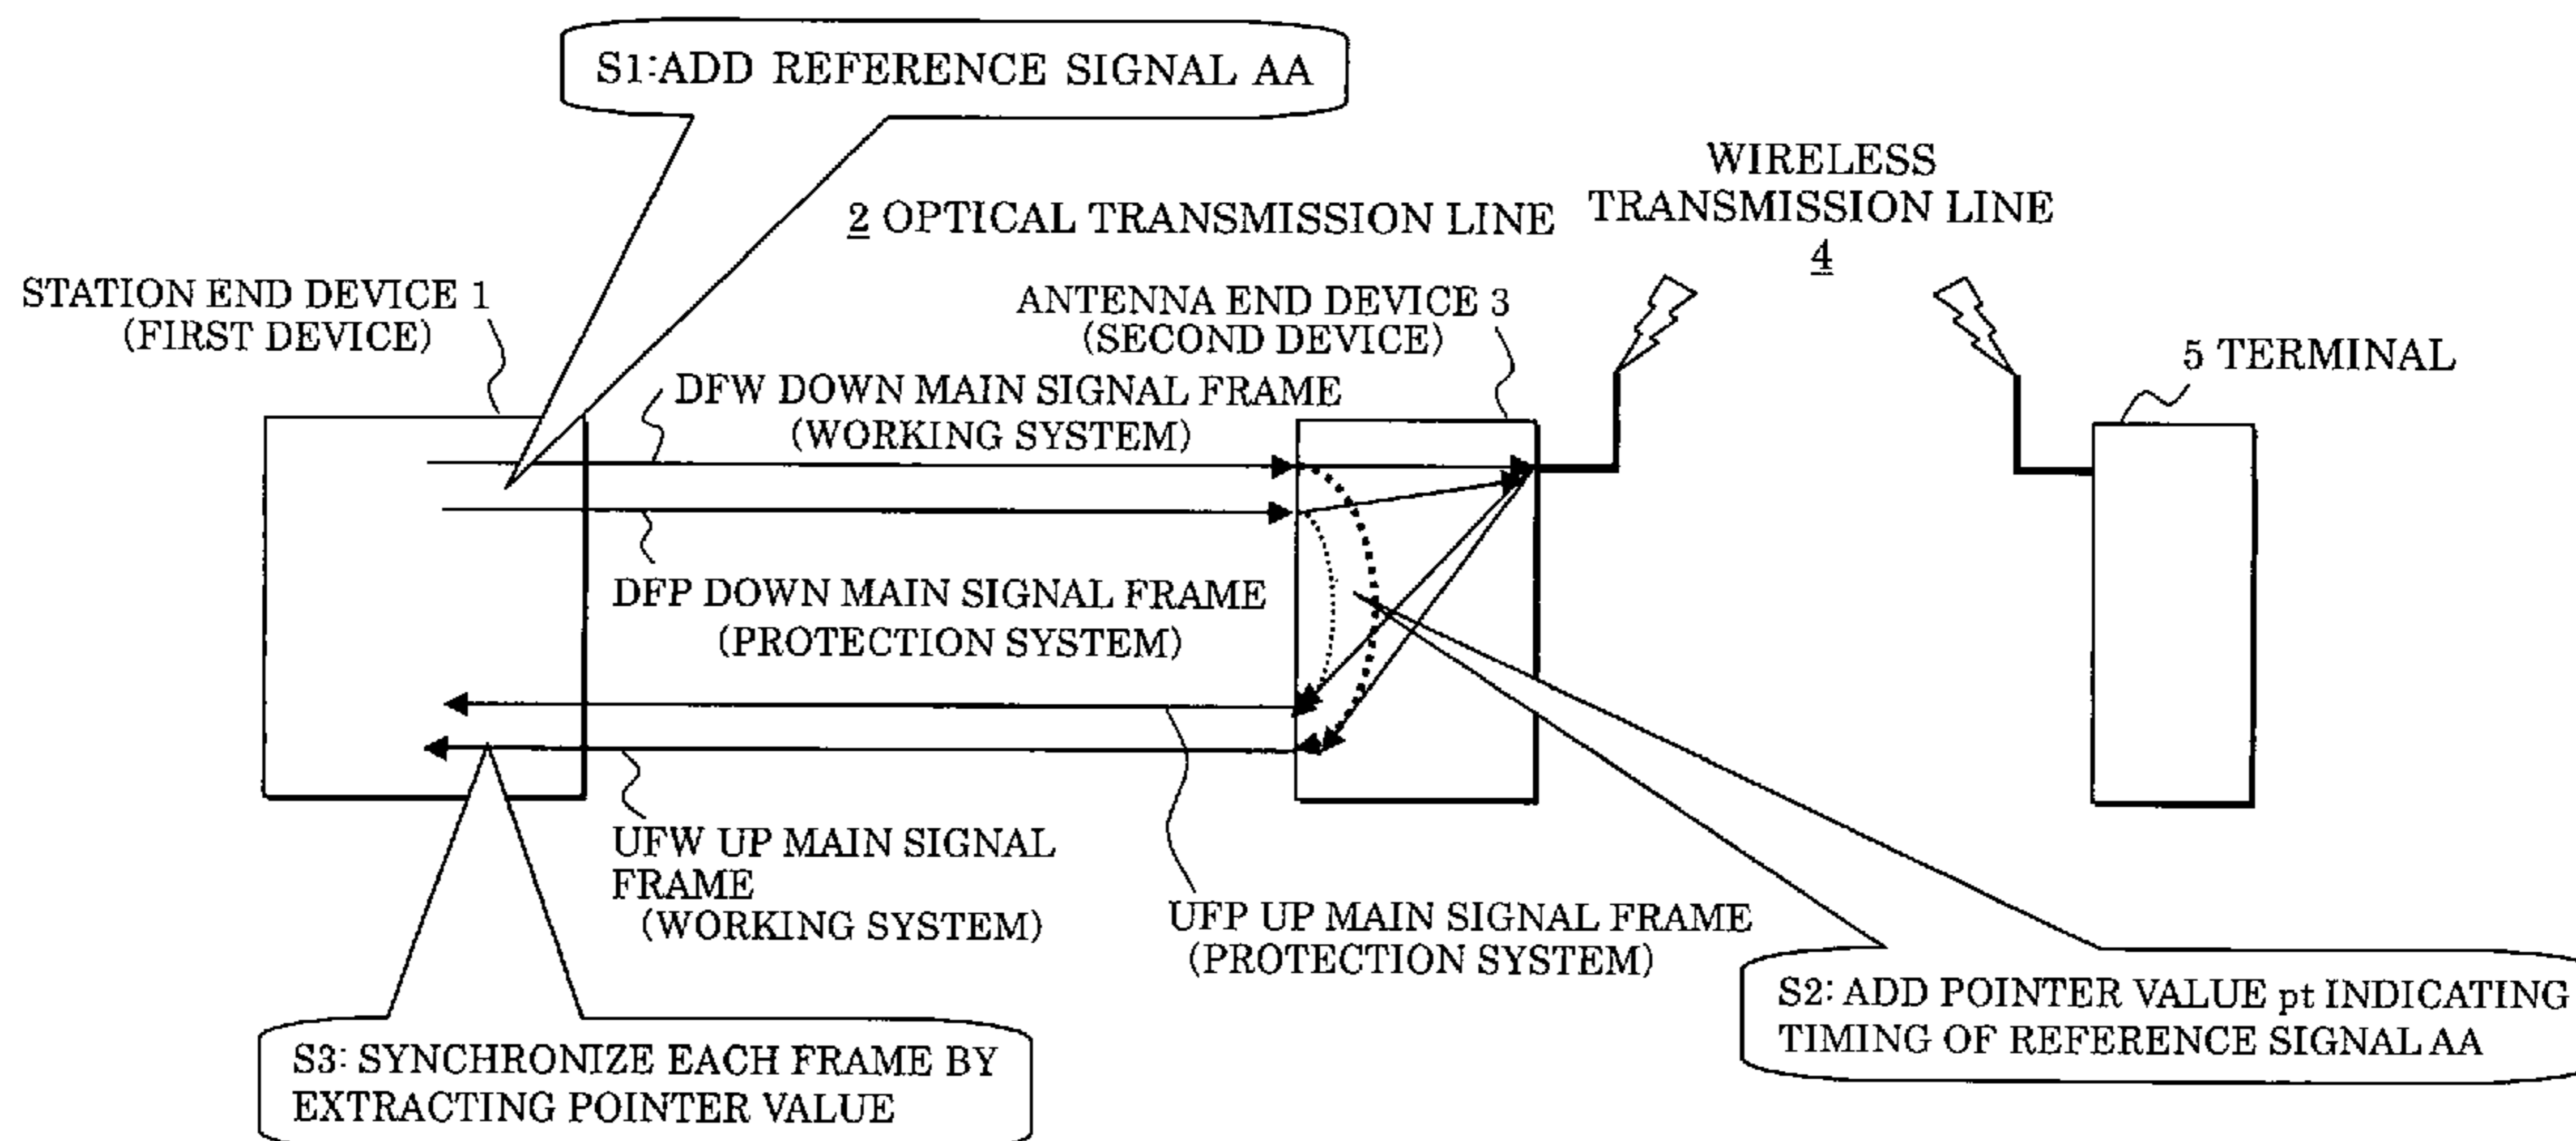 S1:ADD REFERENCE SIGNAL AA
WIRELESS
TRANSMISSION LINE
4
2 OPTICAL TRANSMISSION LINE
STATION END DEVICE 1
(FIRST DEVICE)
ANTENNA END DEVICE 3
(SECOND DEVICE)
5 TERMINAL
DFW DOWN MAIN SIGNAL FRAME
(WORKING SYSTEM)
DFP DOWN MAIN SIGNAL FRAME
(PROTECTION SYSTEM)
UFW UP MAIN SIGNAL
FRAME
(WORKING SYSTEM)
UFP UP MAIN SIGNAL FRAME
(PROTECTION SYSTEM)
S2: ADD POINTER VALUE pt INDICATING
TIMING OF REFERENCE SIGNAL AA
S3: SYNCHRONIZE EACH FRAME BY
EXTRACTING POINTER VALUE